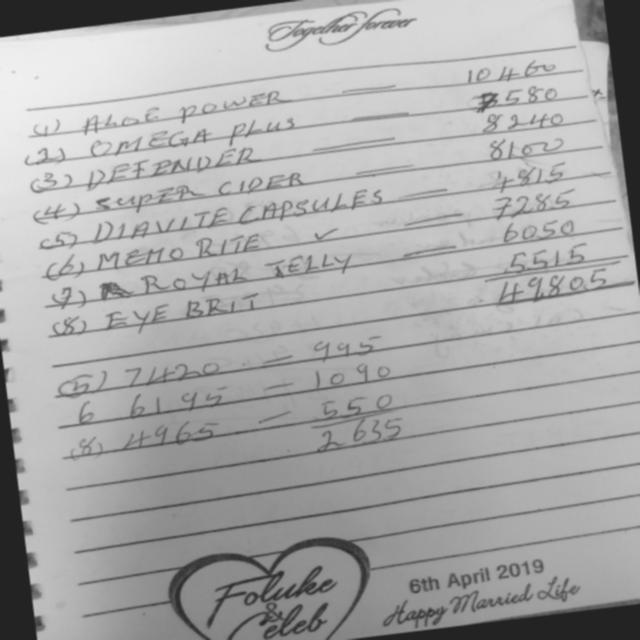 Together forever
(1) ALOE POWER — 10460
(2) OMEGA PLUS — 580
(3) DEFENDER — 8240
(4) SUPER CIDER — 8100
(5) DIAVITE CAPSULES —
(6) MEMORITE ✓ — 7285
(7) ROYAL JELLY — 6050
(8) EYE BRIT 5515
49805
(5) 7420 = 995
6 6195 = 1090
(8) 4965 = 550
2635
Foluke
&
Celeb
6th April 2019
Happy Married Life